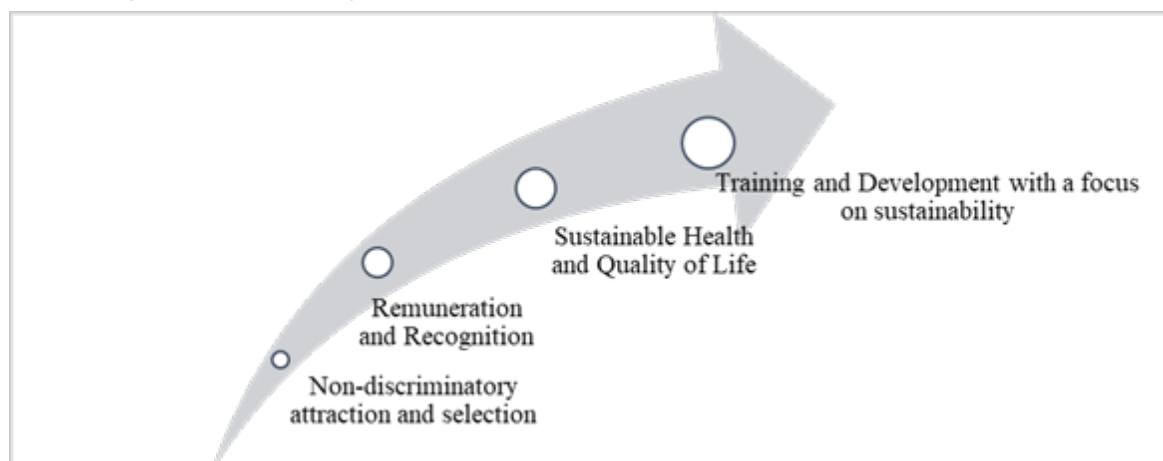 Training and Development with a focus
on sustainability
Sustainable Health
and Quality of Life
Remuneration
and Recognition
Non-discriminatory
attraction and selection